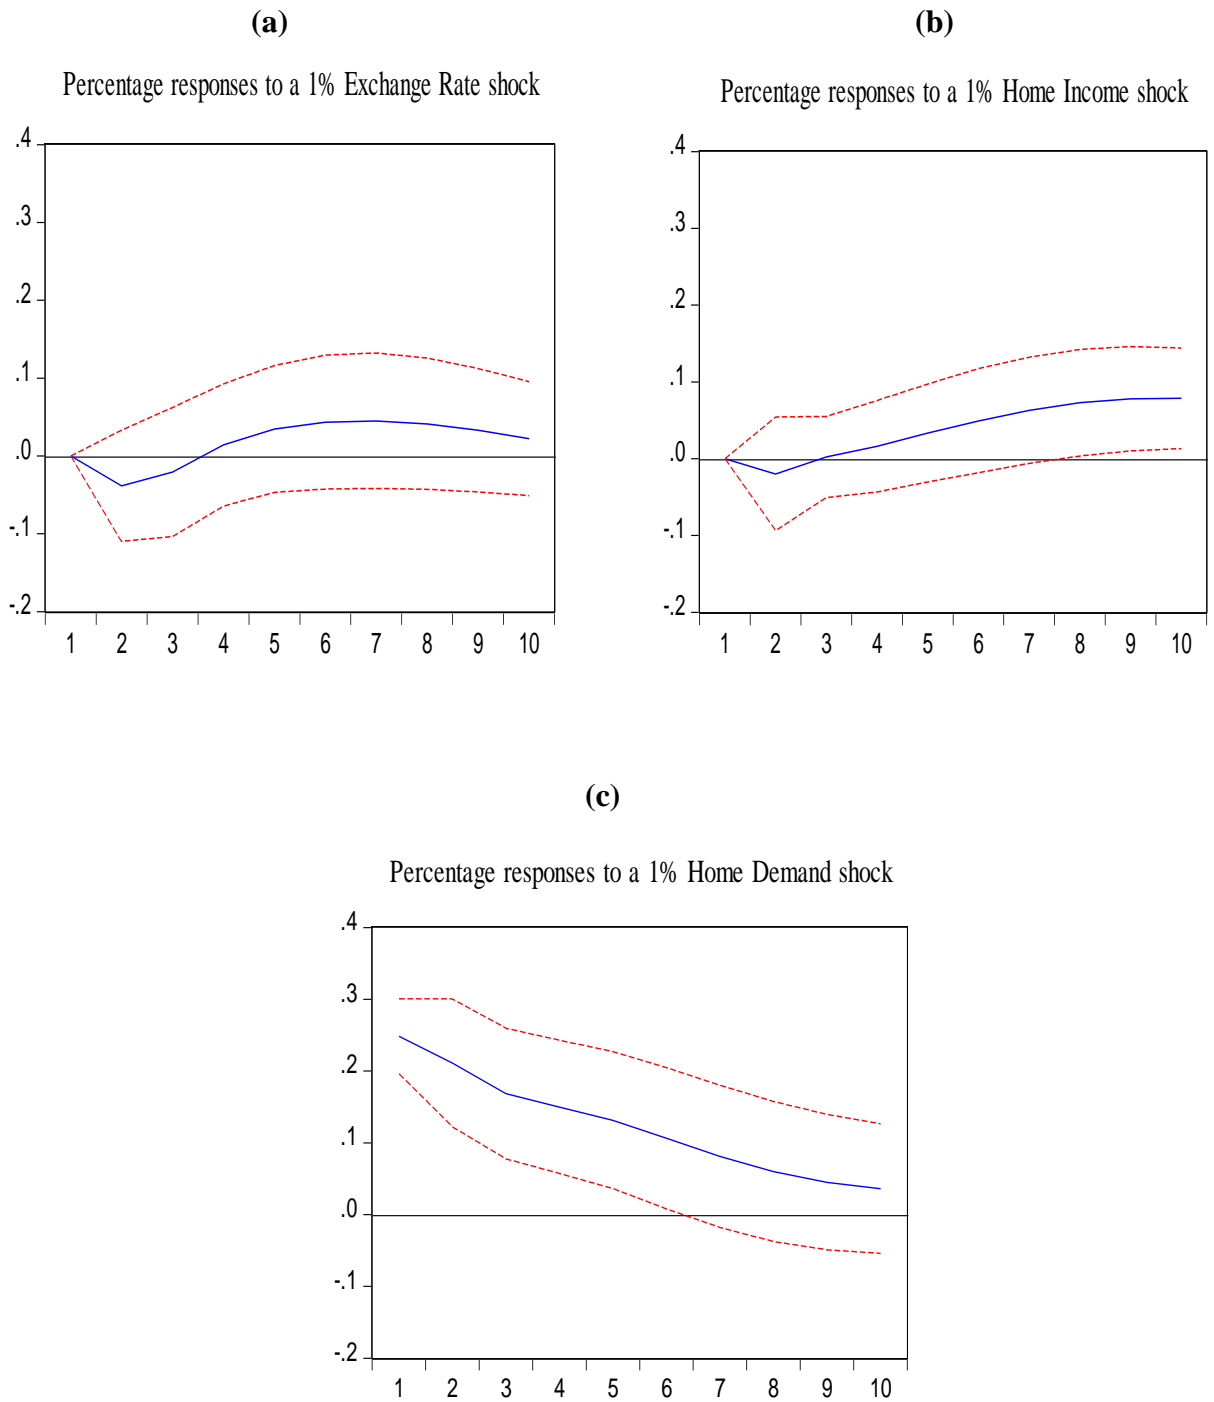 (a)
(b)
Percentage responses to a 1% Exchange Rate shock
Percentage responses to a 1% Home Income shock
.4
.3
.2
.1
.0
-.1
-.2
1 2 3 4 5 6 7 8 9 10
.4
.3
.2
.1
.0
-.1
-.2
1 2 3 4 5 6 7 8 9 10
(c)
Percentage responses to a 1% Home Demand shock
.4
.3
.2
.1
.0
-.1
-.2
1 2 3 4 5 6 7 8 9 10